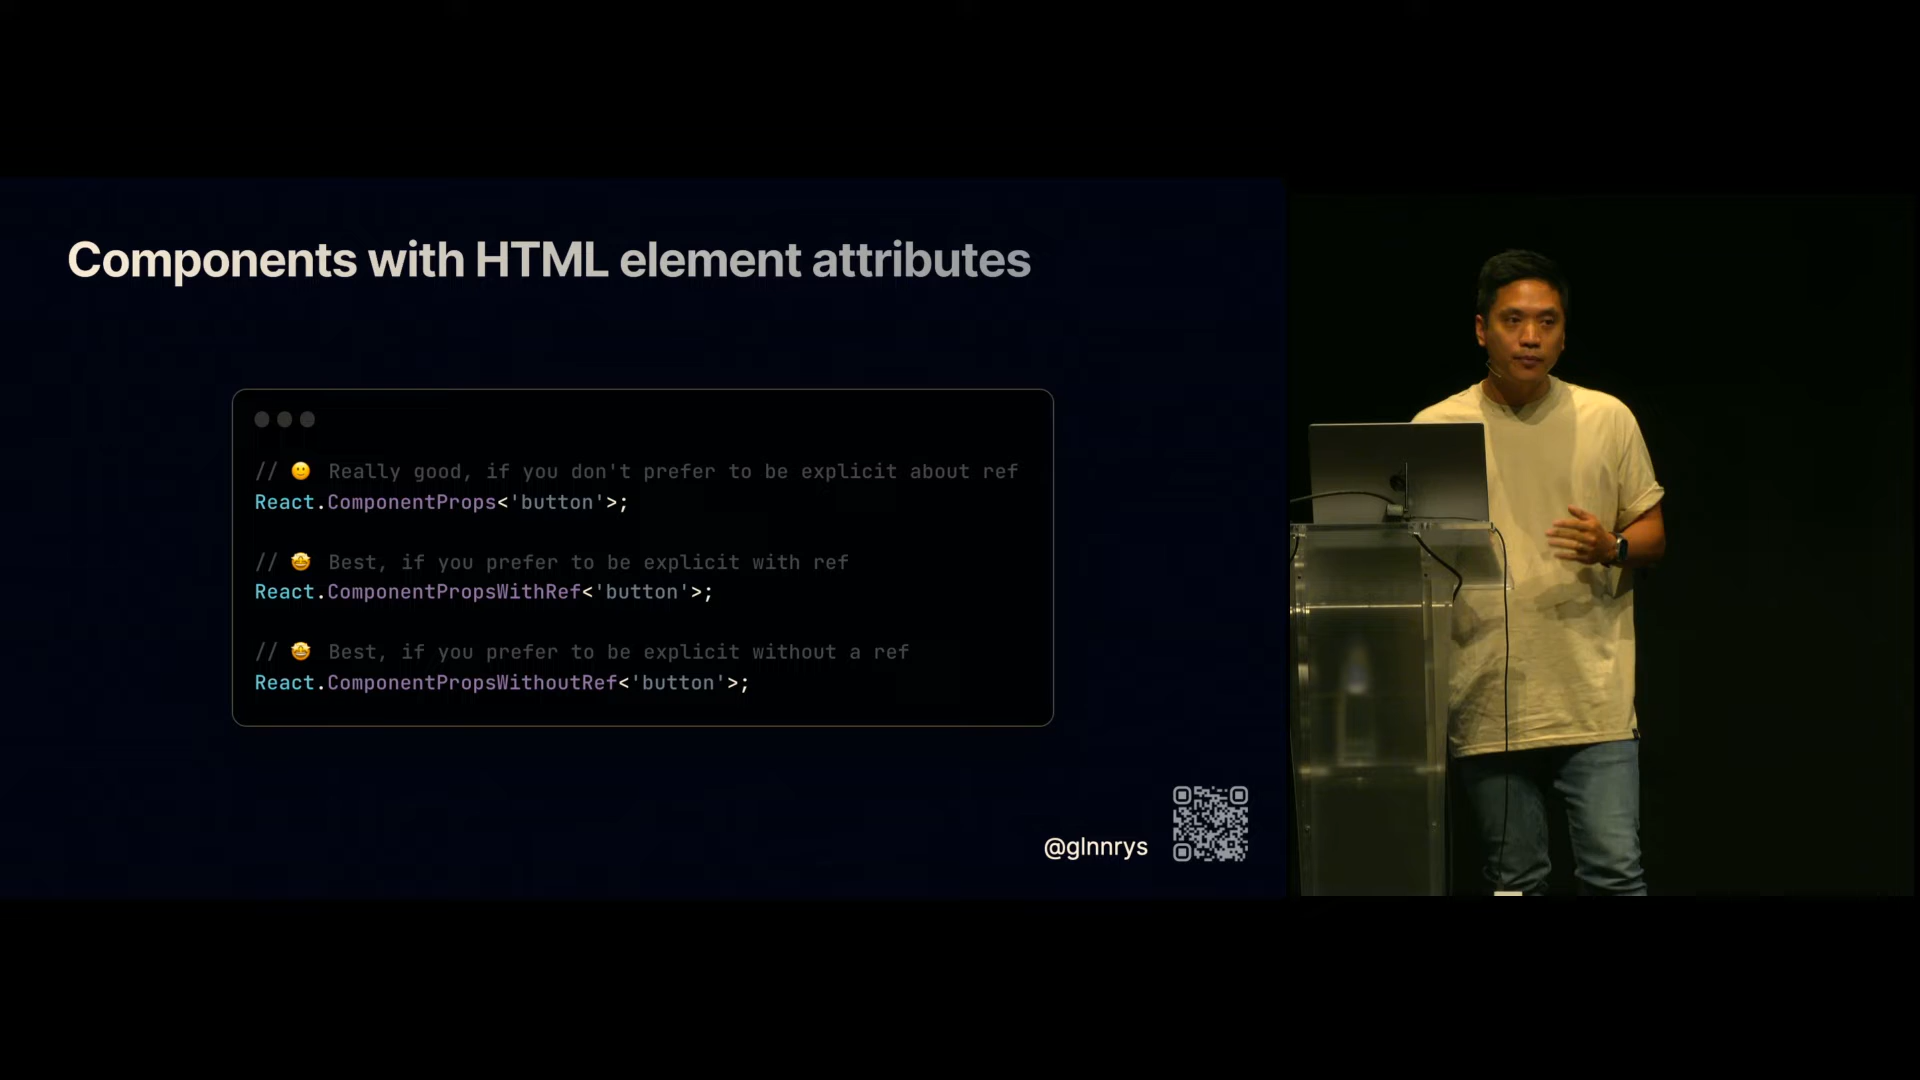 Components with HTML element attributes
// 🙂 Really good, if you don't prefer to be explicit about ref
React.ComponentProps<'button'>;
// 🤩 Best, if you prefer to be explicit with ref
React.ComponentPropsWithRef<'button'>;
// 🤩 Best, if you prefer to be explicit without a ref
React.ComponentPropsWithoutRef<'button'>;
@glnnrys